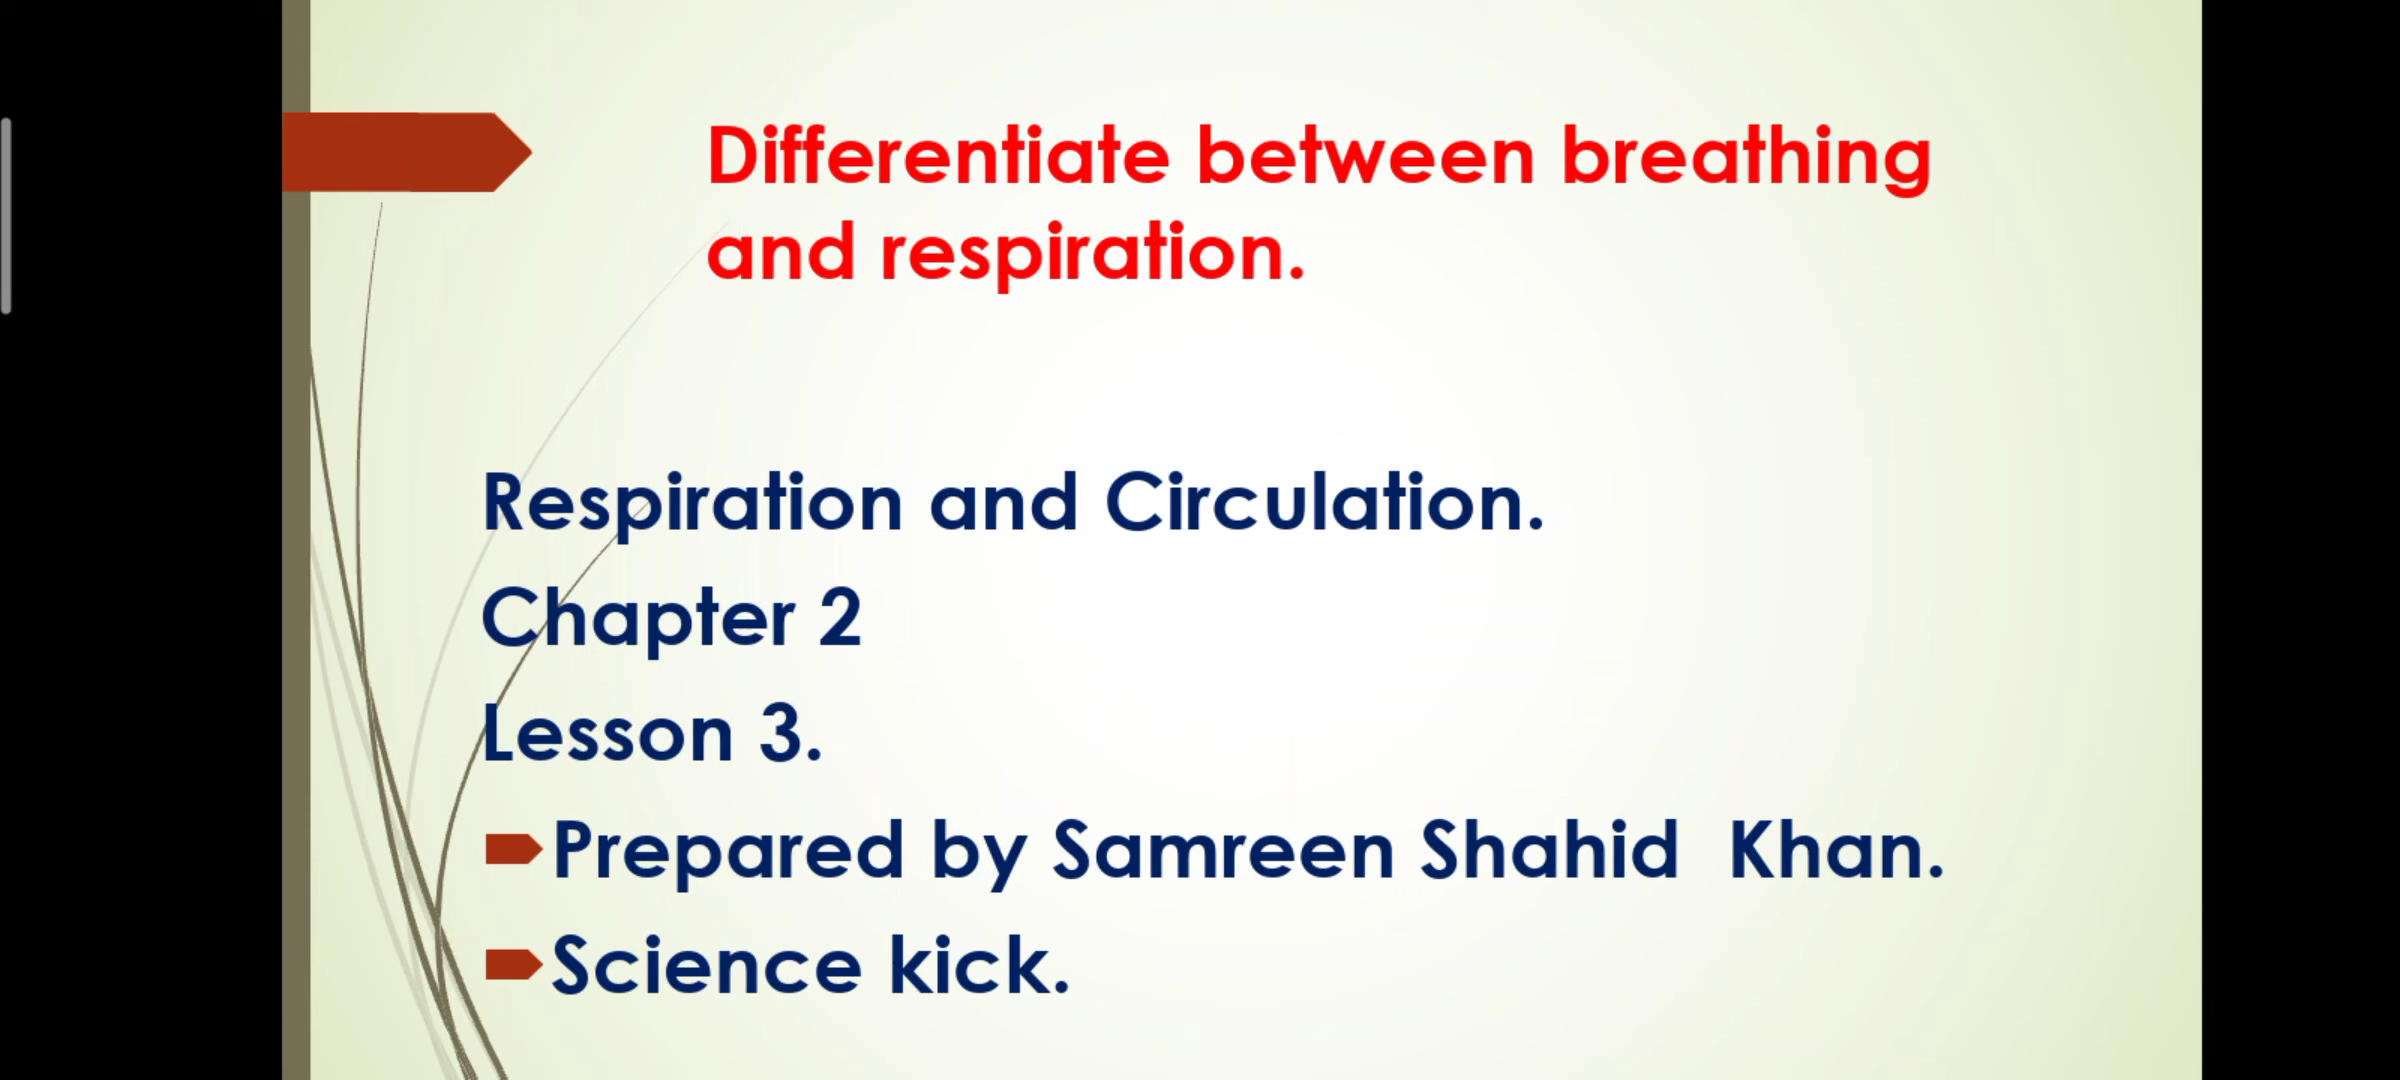 Differentiate between breathing
and respiration.
Respiration and Circulation.
Chapter 2
Lesson 3.
Prepared by Samreen Shahid  Khan.
Science kick.